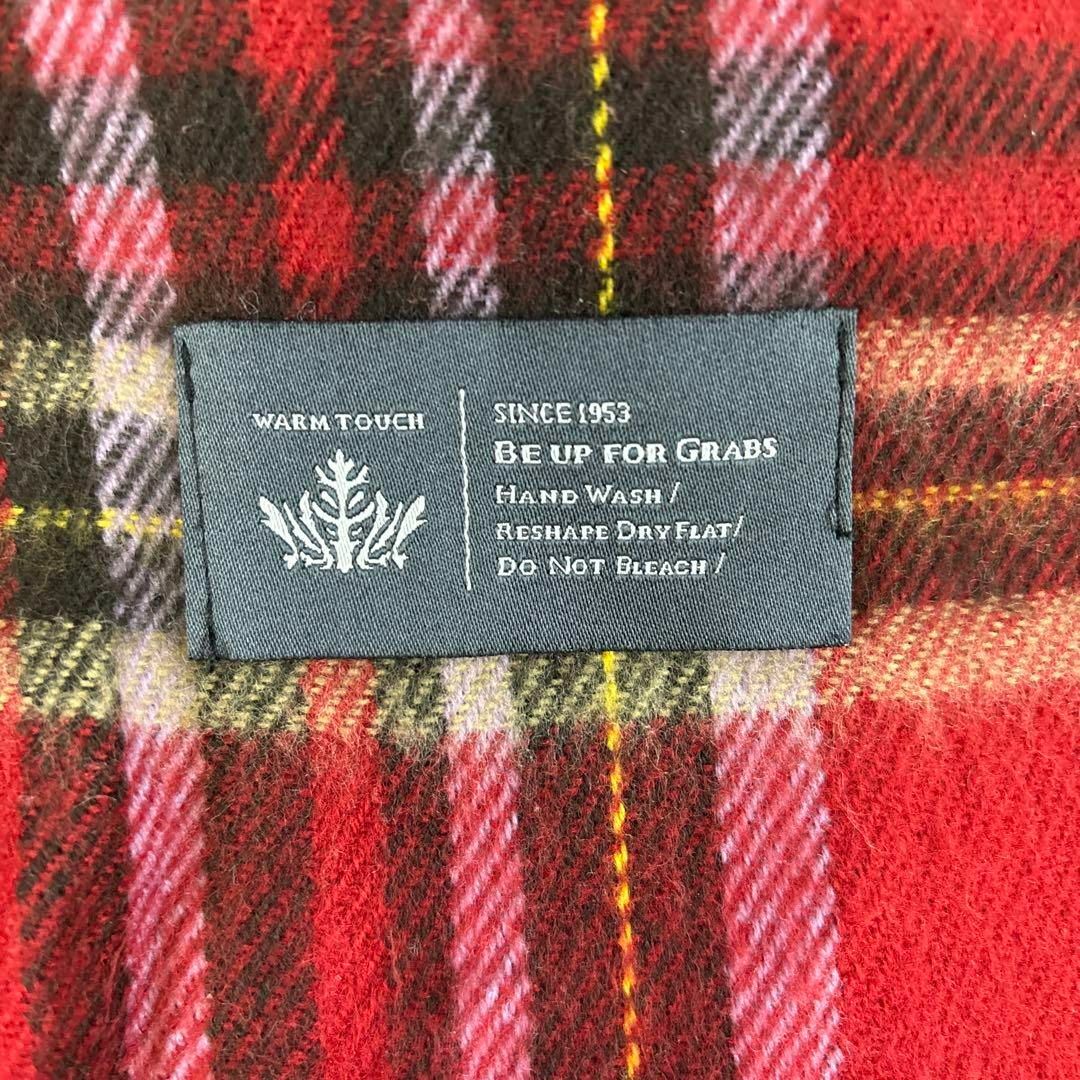 WARM TOUCH
SINCE 1953
BE UP FOR GRABS
HAND WASH /
RESHAPE DRY FLAT/
DO NOT BLEACH /